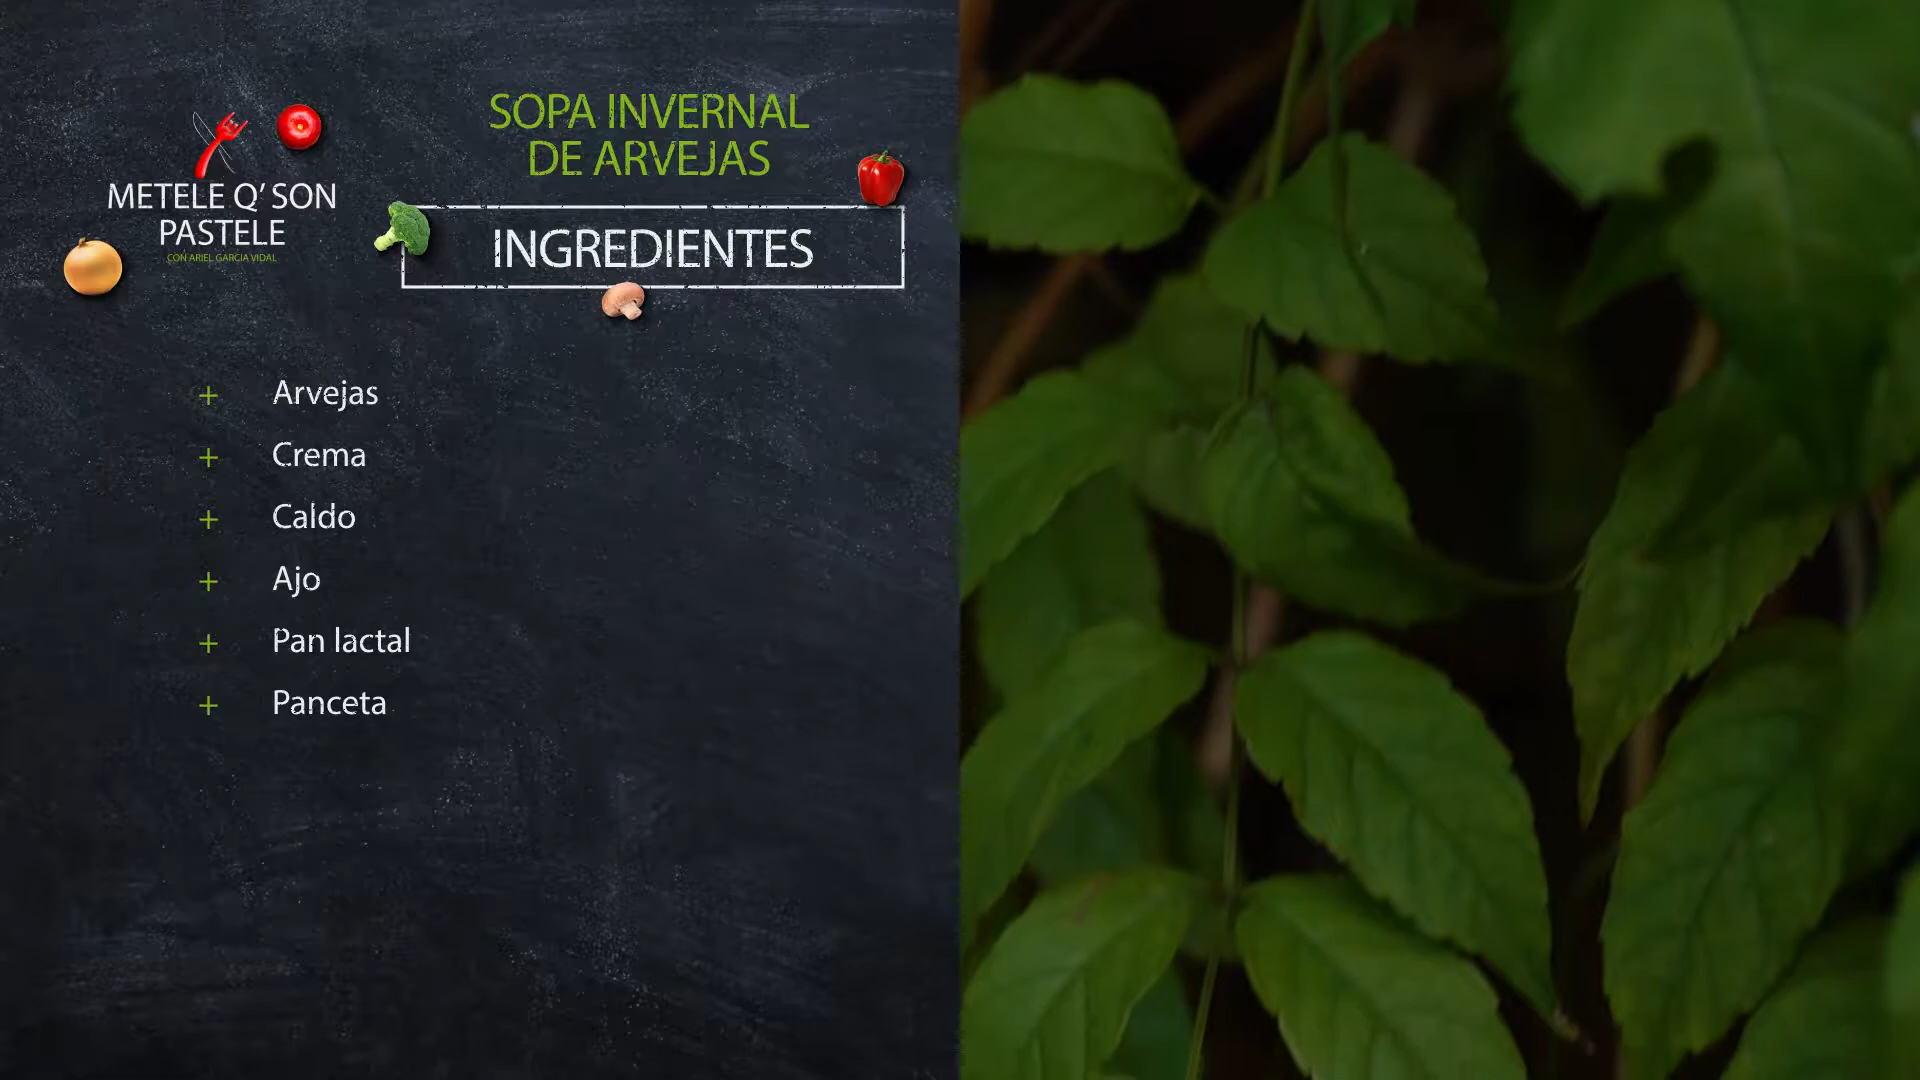 METELE Q' SON
PASTELE
CON ARIEL GARCIA VIDAL
SOPA INVERNAL
DE ARVEJAS
INGREDIENTES
+ Arvejas
+ Crema
+ Caldo
+ Ajo
+ Pan lactal
+ Panceta